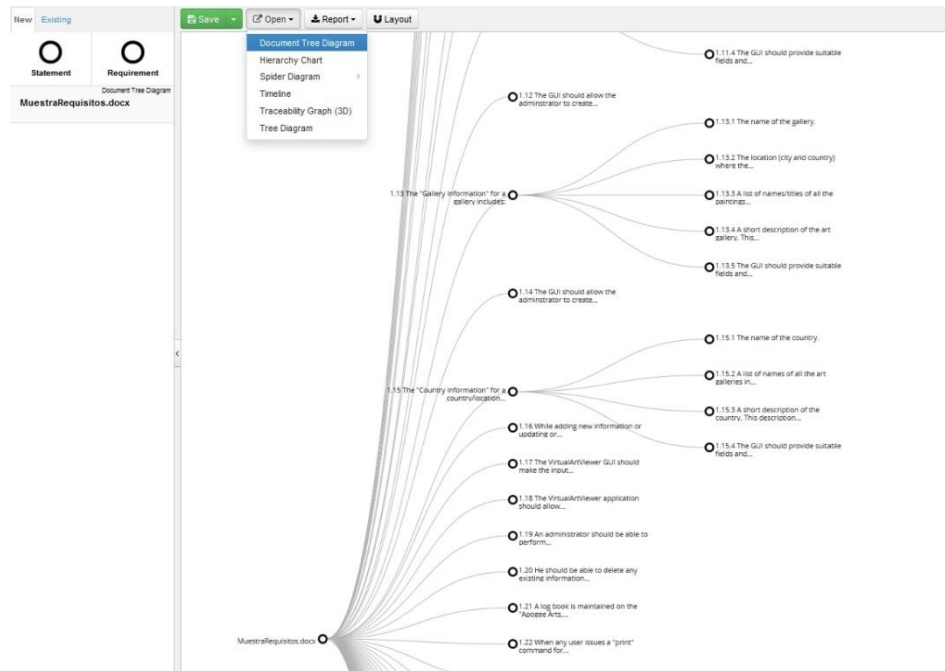 New Existing
Save Open Report Layout
Statement Requirement
Document Tree Diagram
MuestraRequisitos.docx
Document Tree Diagram
Hierarchy Chart
Spider Diagram
Timeline
Traceability Graph (3D)
Tree Diagram
1.11.4 The GUI should provide suitable
fields and...
1.12 The GUI should allow the
adminstrator to create...
1.13.1 The name of the gallery.
1.13.2 The location (city and country)
where the...
1.13 The "Gallery Information" for a
gallery includes:
1.13.3 A list of names/titles of all the
paintings...
1.13.4 A short description of the art
gallery. This...
1.13.5 The GUI should provide suitable
fields and...
1.14 The GUI should allow the
adminstrator to create...
1.15.1 The name of the country.
1.15.2 A list of names of all the art
galleries in...
1.15 The "Country Information" for a
country/location...
1.15.3 A short description of the
country. This description...
1.15.4 The GUI should provide suitable
fields and...
1.16 While adding new information or
updating or...
1.17 The VirtualArtViewer GUI should
make the input...
1.18 The VirtualArtViewer application
should allow...
1.19 An administrator should be able to
perform...
1.20 He should be able to delete any
existing information...
1.21 A log book is maintained on the
"Apogee Arts,...
1.22 When any user issues a "print"
command for...
MuestraRequisitos.docx